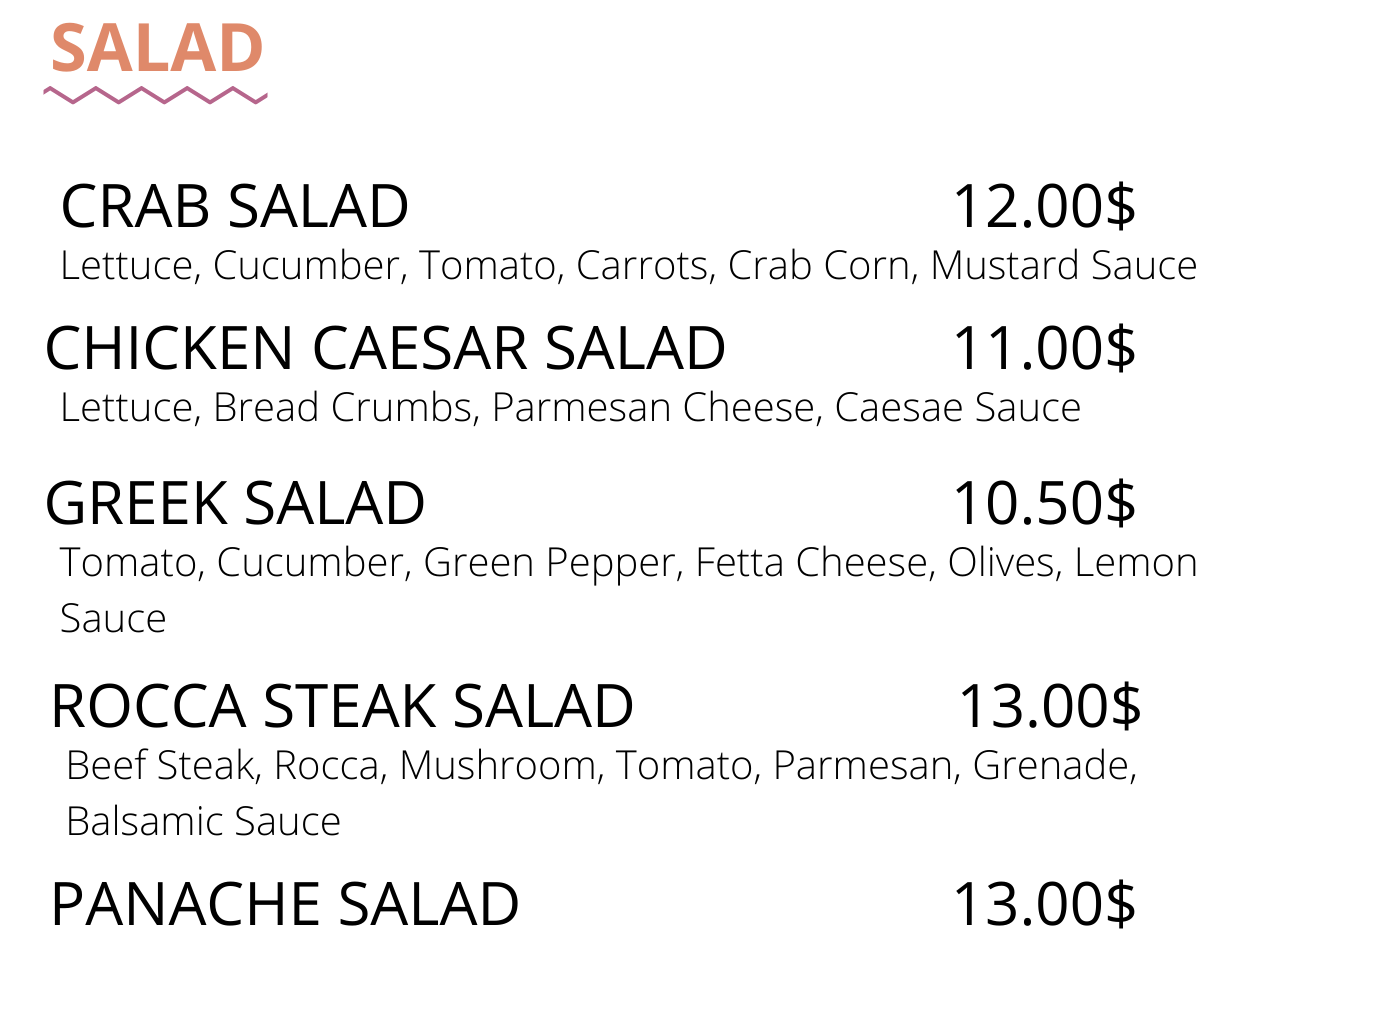 SALAD
CRAB SALAD 12.00$
Lettuce, Cucumber, Tomato, Carrots, Crab Corn, Mustard Sauce
CHICKEN CAESAR SALAD 11.00$
Lettuce, Bread Crumbs, Parmesan Cheese, Caesae Sauce
GREEK SALAD 10.50$
Tomato, Cucumber, Green Pepper, Fetta Cheese, Olives, Lemon
Sauce
ROCCA STEAK SALAD 13.00$
Beef Steak, Rocca, Mushroom, Tomato, Parmesan, Grenade,
Balsamic Sauce
PANACHE SALAD 13.00$